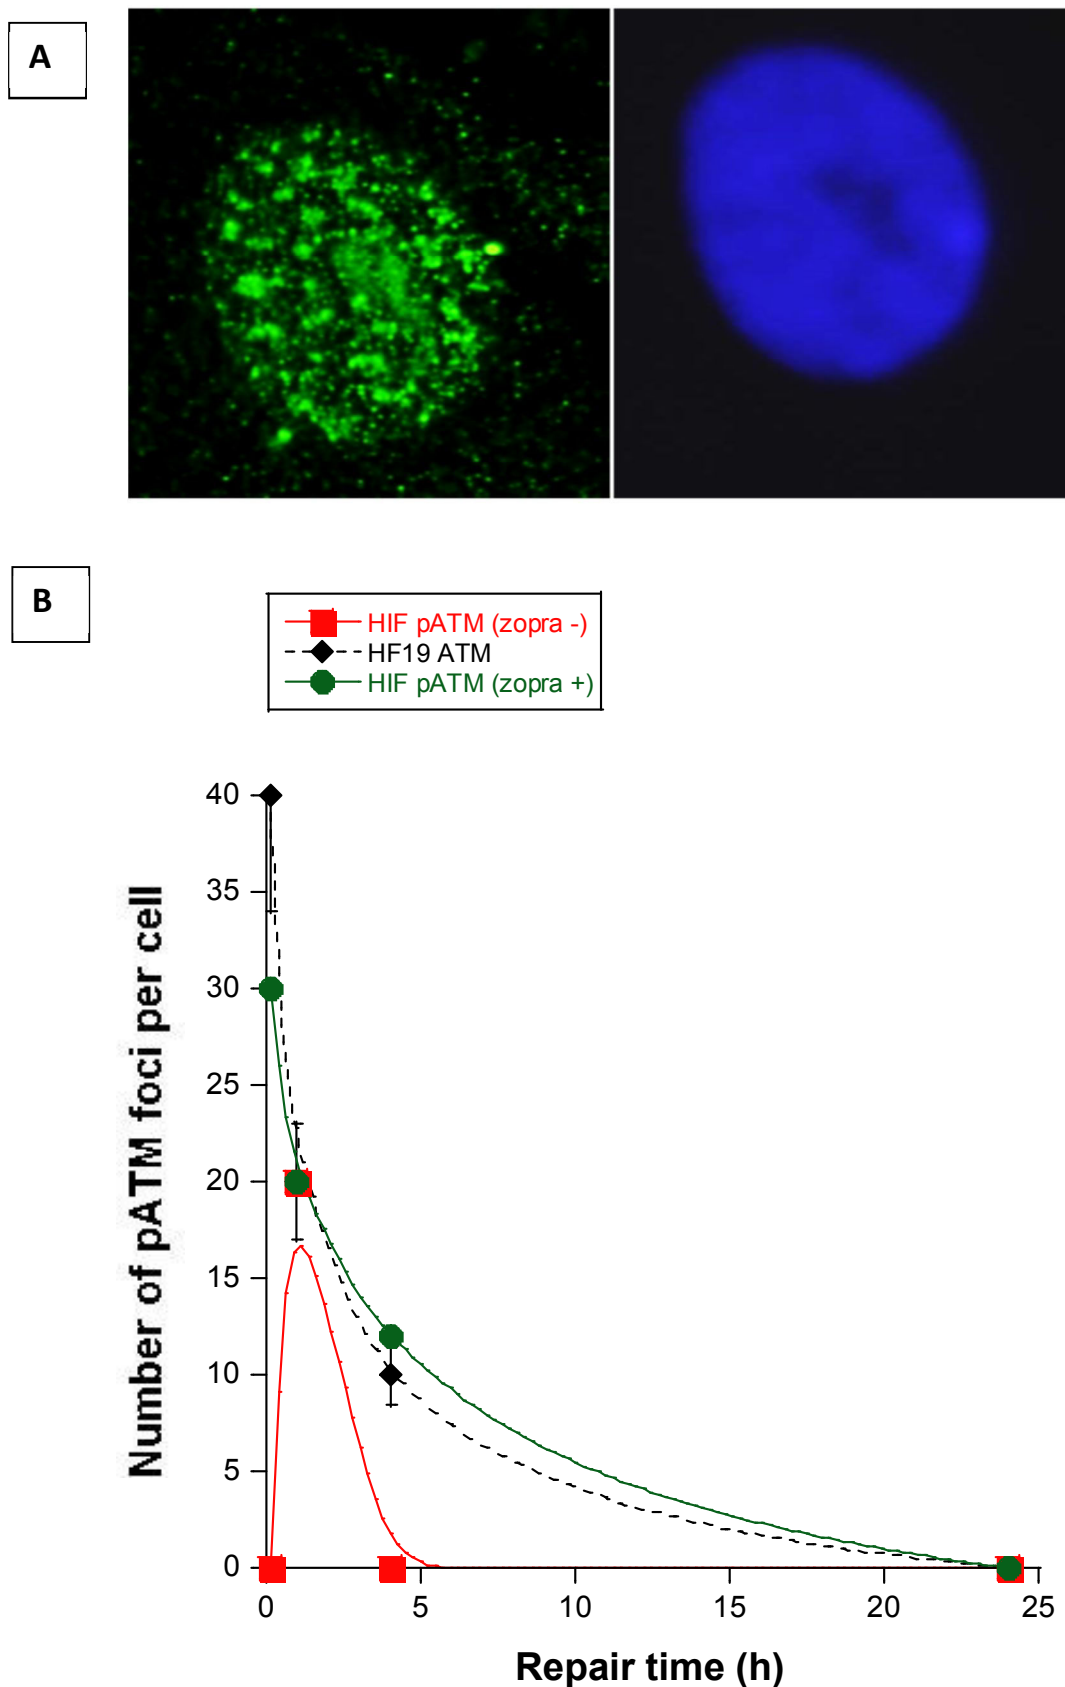 A
B
HIF pATM (zopra -)
HF19 ATM
HIF pATM (zopra +)
40
35
30
25
20
15
10
5
0
Number of pATM foci per cell
0 5 10 15 20 25
Repair time (h)